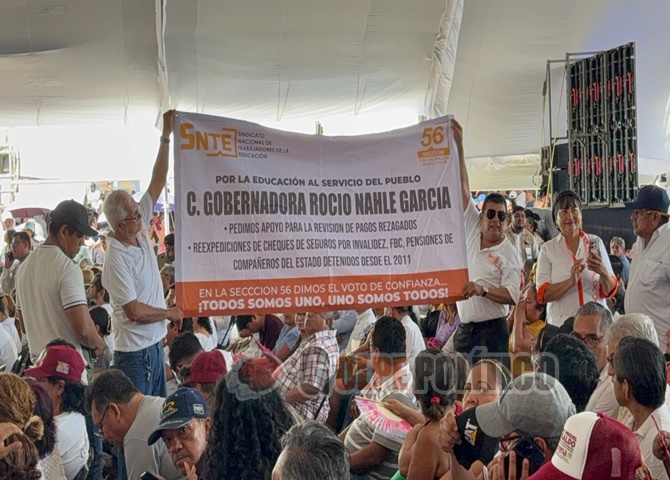 SNTE
SINDICATO
NACIONAL DE
TRABAJADORES DE LA
EDUCACIÓN
56
SECCIÓN
POR LA EDUCACIÓN AL SERVICIO DEL PUEBLO
C. GOBERNADORA ROCIO NAHLE GARCIA
• PEDIMOS APOYO PARA LA REVISION DE PAGOS REZAGADOS
• REEXPEDICIONES DE CHEQUES DE SEGUROS POR INVALIDEZ, FBC, PENSIONES DE
COMPAÑEROS DEL ESTADO DETENIDOS DESDE EL 2011
EN LA SECCCIÓN 56 DIMOS EL VOTO DE CONFIANZA...
¡TODOS SOMOS UNO, UNO SOMOS TODOS!